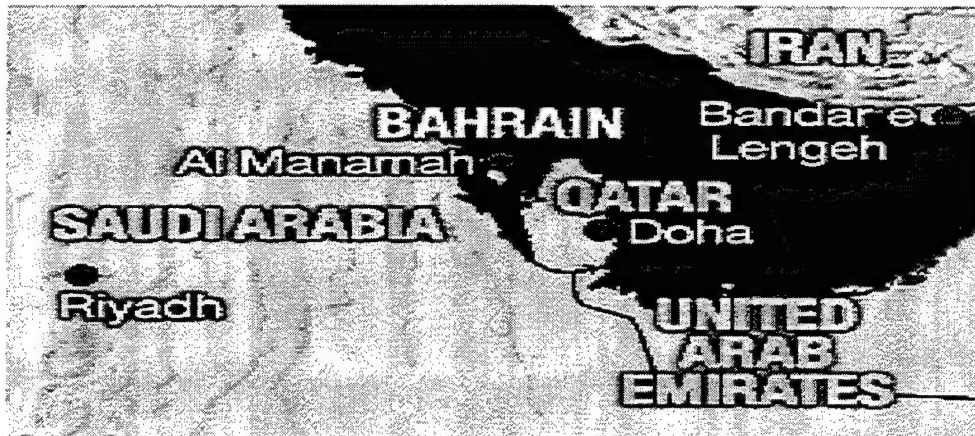 IRAN
BAHRAIN
Bandar e
Lengeh
Al Manamah
QATAR
SAUDI ARABIA
Doha
Riyadh
UNITED
ARAB
EMIRATES